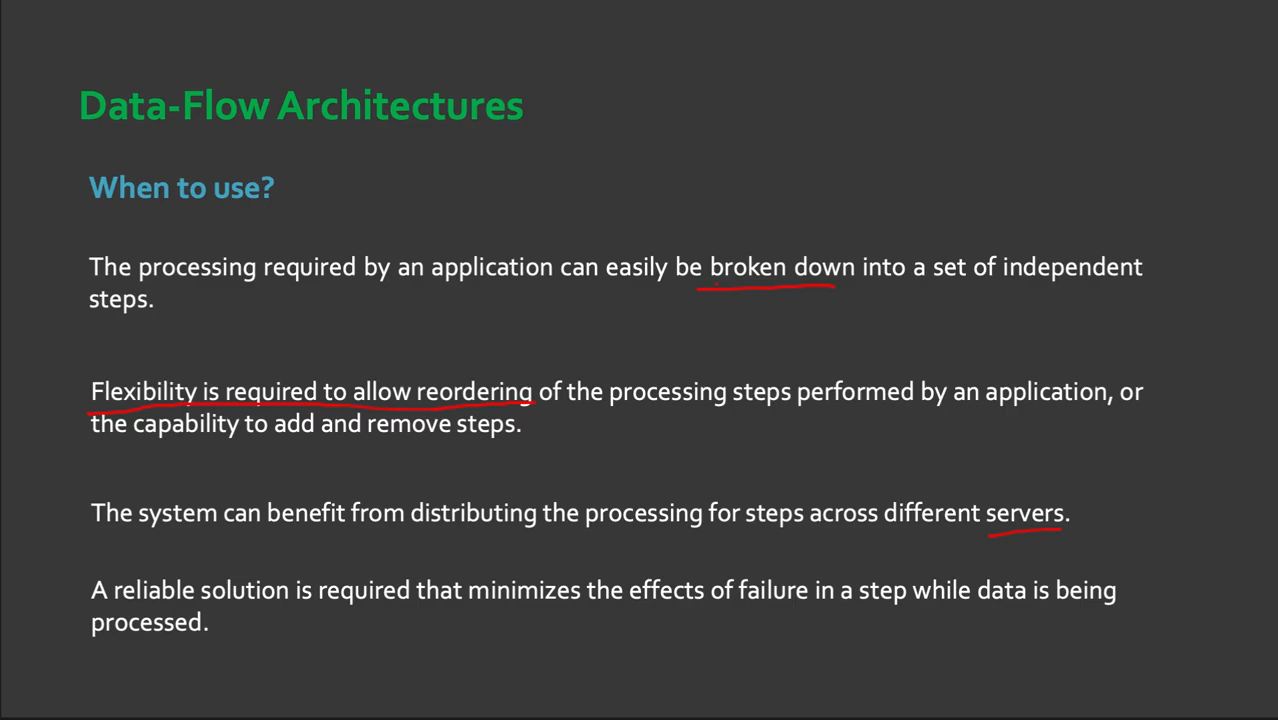 Data-Flow Architectures
When to use?
The processing required by an application can easily be broken down into a set of independent
steps.
Flexibility is required to allow reordering of the processing steps performed by an application, or
the capability to add and remove steps.
The system can benefit from distributing the processing for steps across different servers.
A reliable solution is required that minimizes the effects of failure in a step while data is being
processed.